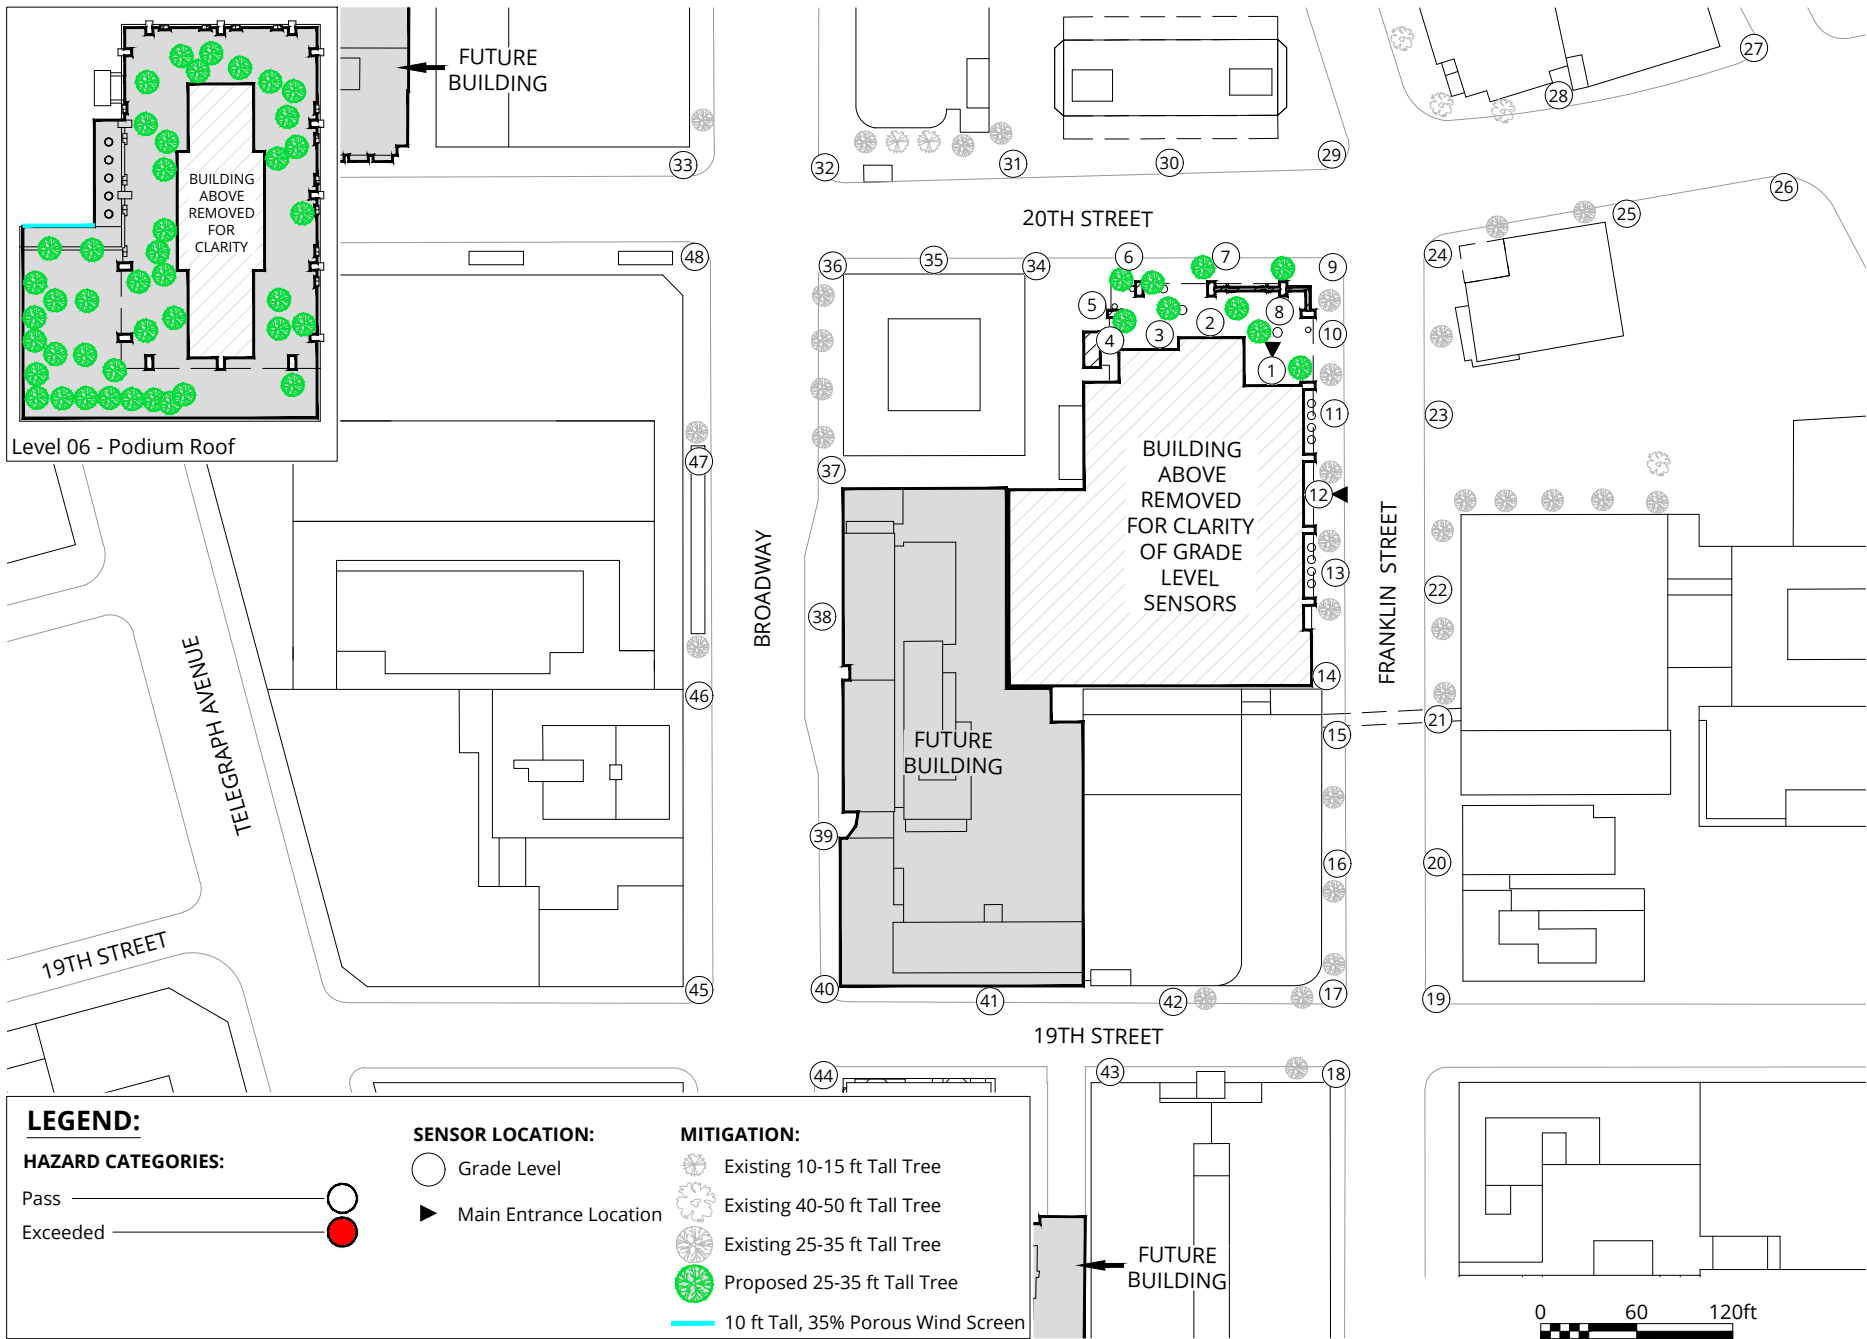 BUILDING
ABOVE
REMOVED
FOR
CLARITY
Level 06 - Podium Roof
FUTURE
BUILDING
27
28
33
32
31
30
29
26
25
20TH STREET
24
48
36
35
34
6
7
9
5
4
3
2
8
10
1
11
23
47
37
12
BUILDING
ABOVE
REMOVED
FOR CLARITY
OF GRADE
LEVEL
SENSORS
13
22
38
BROADWAY
FRANKLIN STREET
TELEGRAPH AVENUE
46
14
21
15
FUTURE
BUILDING
39
16
20
19TH STREET
45
40
41
42
17
19
19TH STREET
44
43
18
LEGEND:
HAZARD CATEGORIES:
Pass
Exceeded
SENSOR LOCATION:
Grade Level
Main Entrance Location
MITIGATION:
Existing 10-15 ft Tall Tree
Existing 40-50 ft Tall Tree
Existing 25-35 ft Tall Tree
Proposed 25-35 ft Tall Tree
10 ft Tall, 35% Porous Wind Screen
FUTURE
BUILDING
0 60 120ft